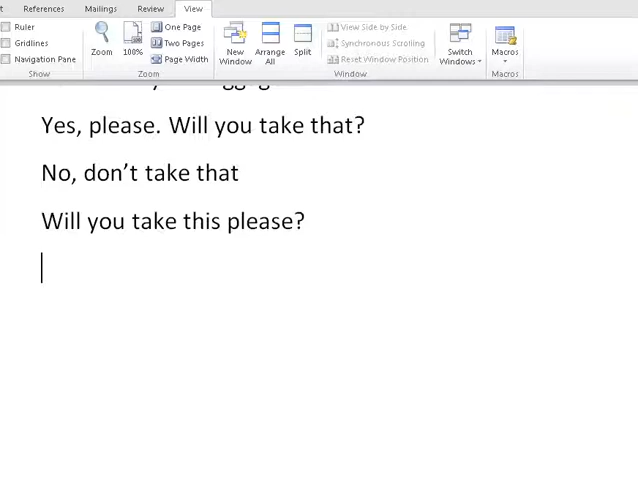 References Mailings Review View
Ruler
Gridlines
Navigation Pane
Show
Zoom
100%
One Page
Two Pages
Page Width
Zoom
New Window
Arrange All
Split
View Side by Side
Synchronous Scrolling
Reset Window Position
Window
Switch Windows
Macros
Macros
Yes, please. Will you take that?
No, don’t take that
Will you take this please?